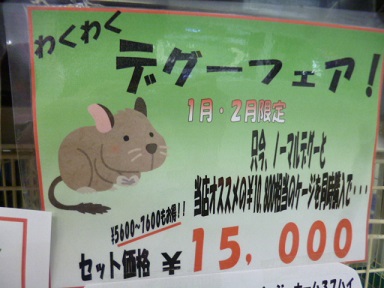 わくわく
デグーフェア！
1月・2月限定
只今、ノーマルデグーと
当店オススメの¥10,000相当のケージを同時購入で・・・
¥5600~7600もお得!!
セット価格 ¥15,000